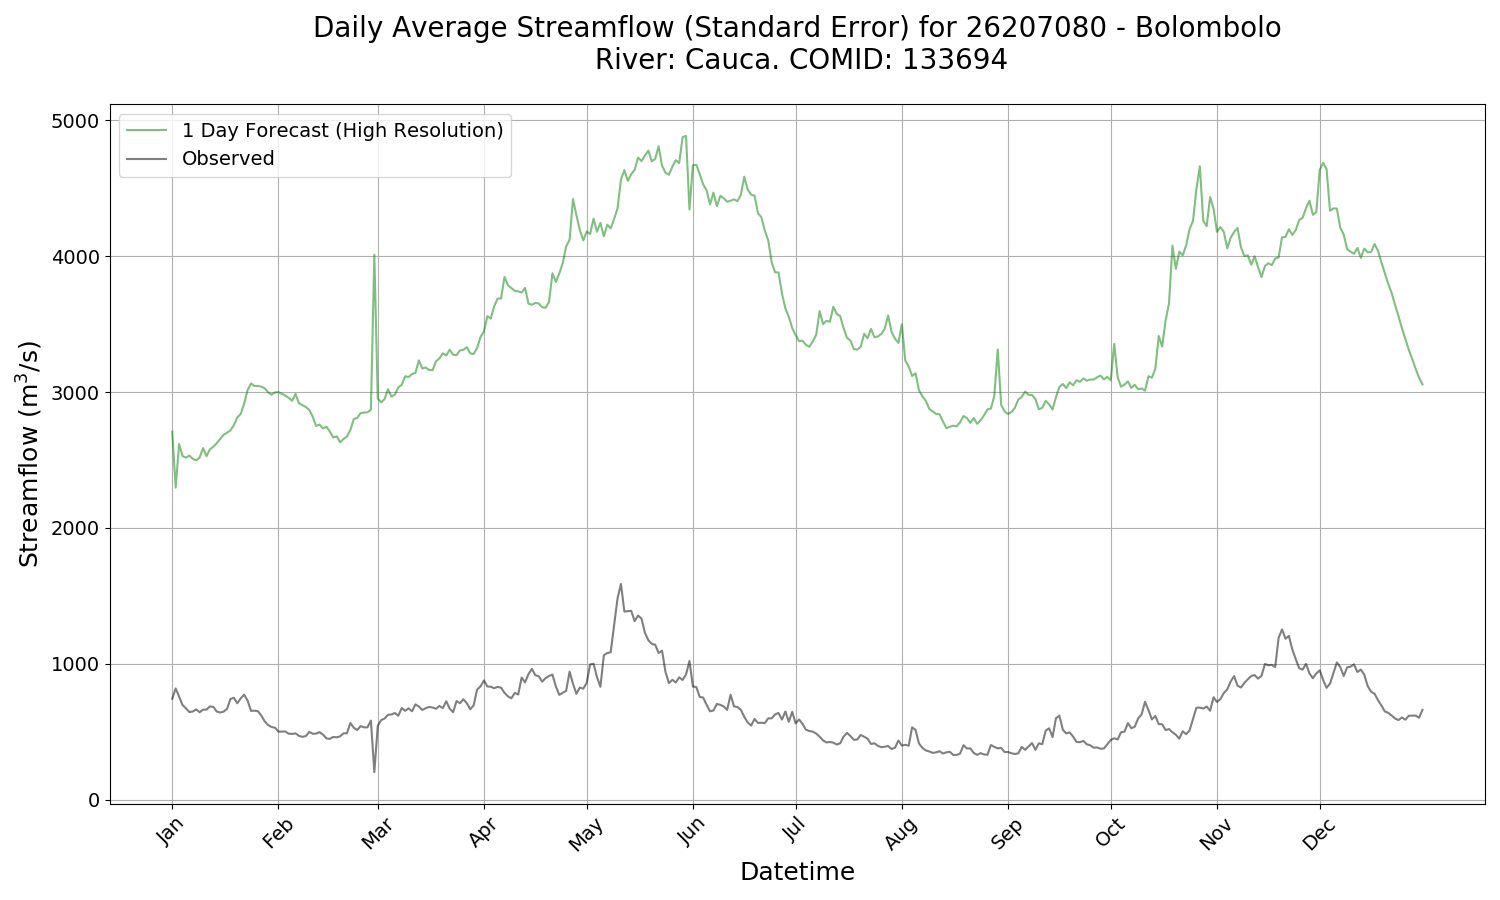 Daily Average Streamflow (Standard Error) for 26207080 - Bolombolo
River: Cauca. COMID: 133694
1 Day Forecast (High Resolution)
Observed
Streamflow (m³/s)
5000
4000
3000
2000
1000
0
Jan
Feb
Mar
Apr
May
Jun
Jul
Aug
Sep
Oct
Nov
Dec
Datetime